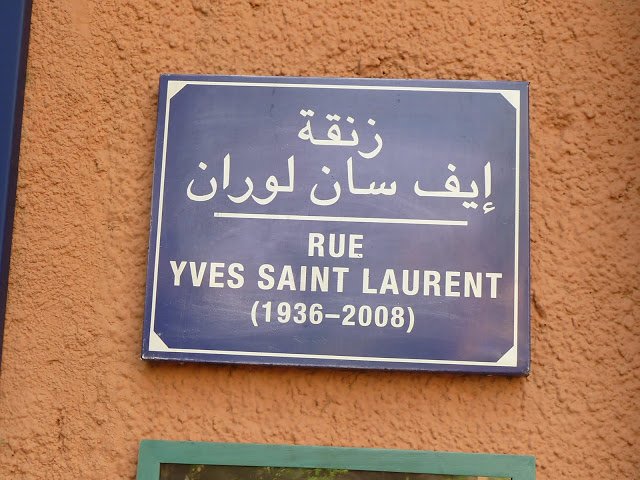 زنقة
إيف سان لوران
RUE
YVES SAINT LAURENT
(1936–2008)